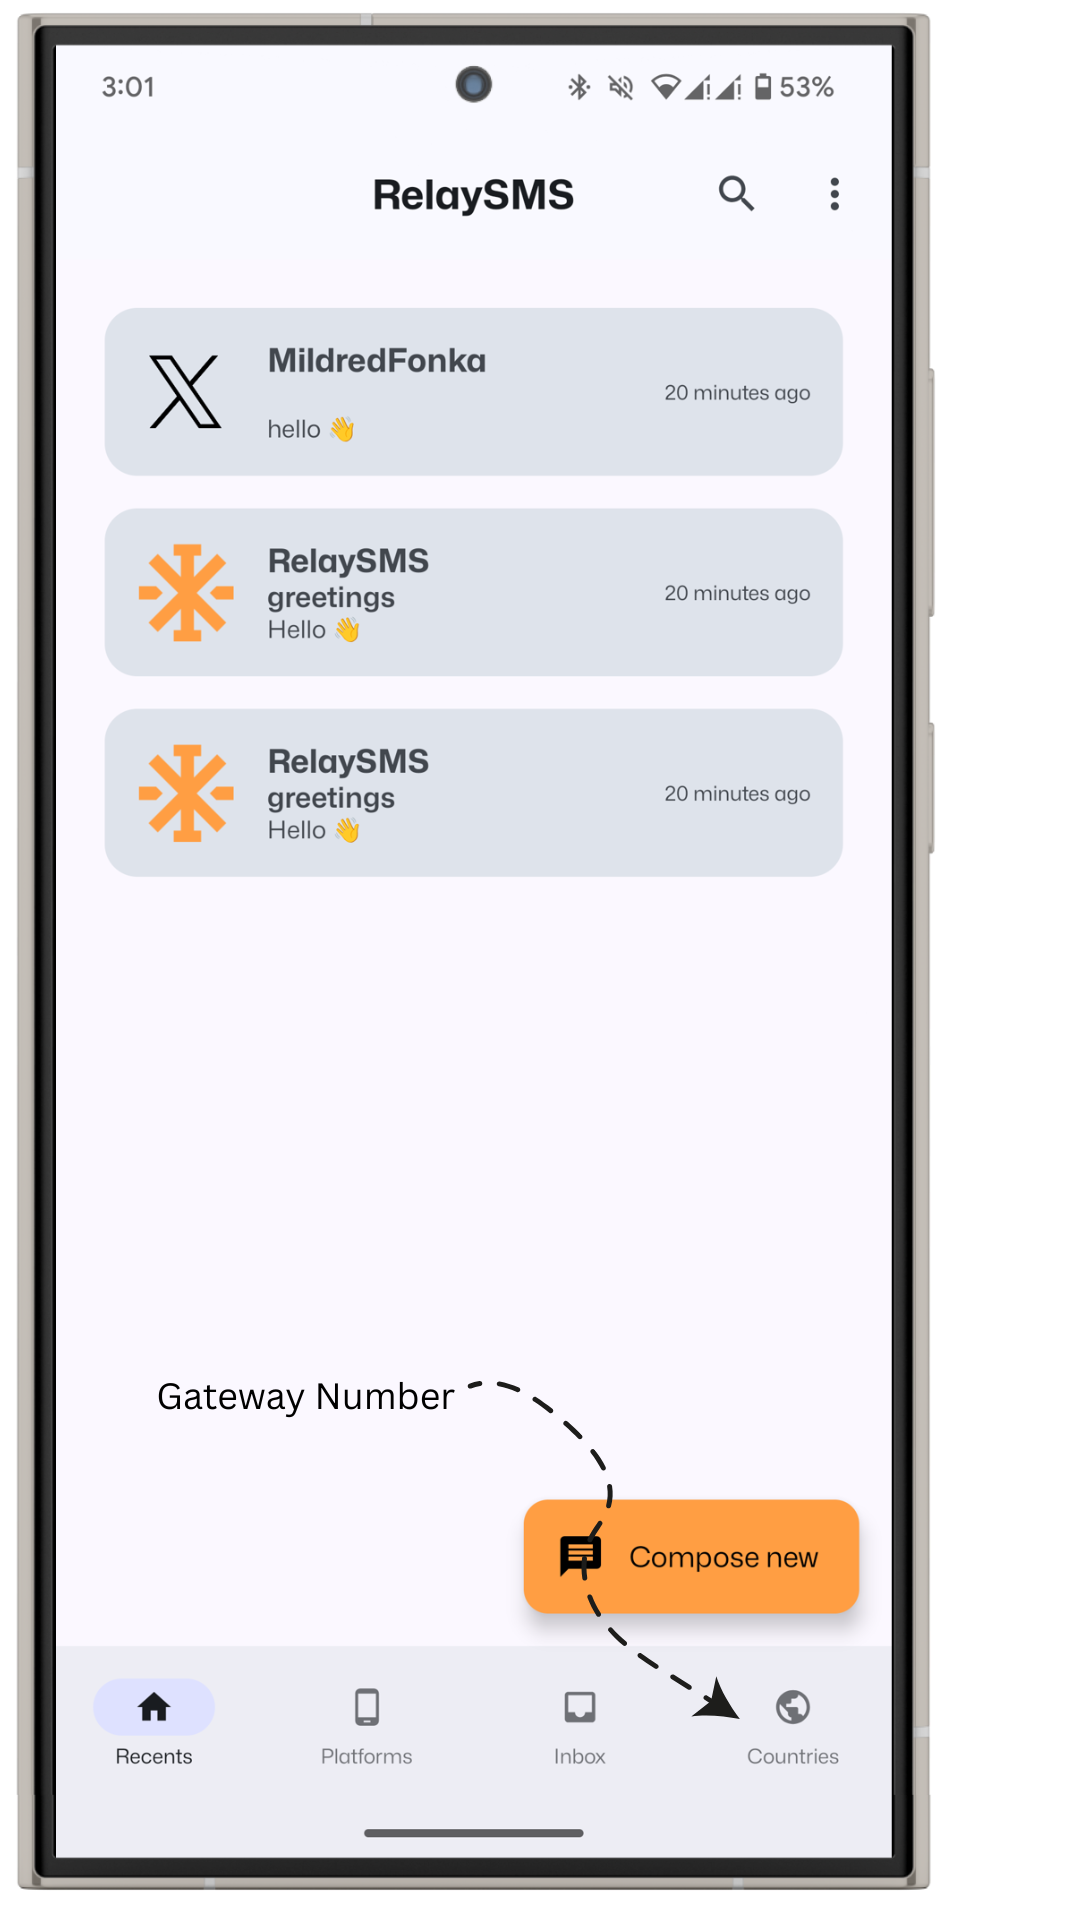 3:01
53%
RelaySMS
MildredFonka
20 minutes ago
hello 👋
RelaySMS
greetings
20 minutes ago
Hello 👋
RelaySMS
greetings
20 minutes ago
Hello 👋
Gateway Number
Compose new
Recents
Platforms
Inbox
Countries